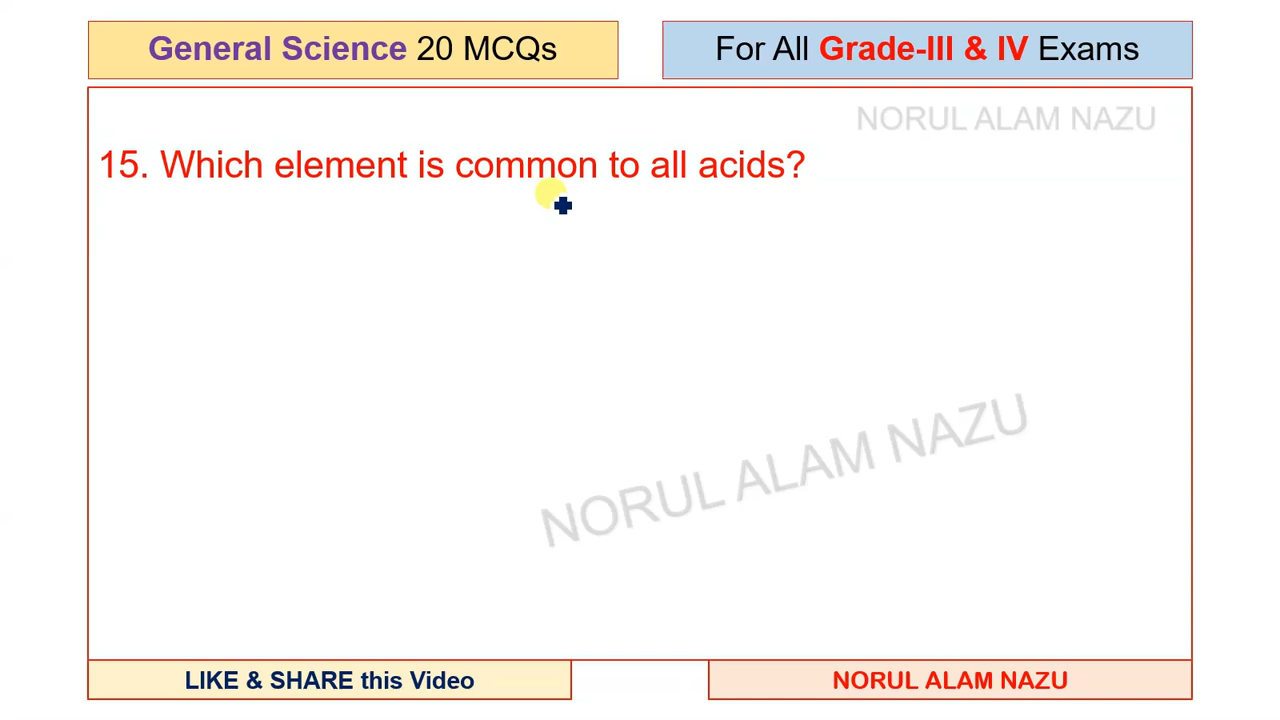 General Science 20 MCQs
For All Grade-III & IV Exams
NORUL ALAM NAZU
15. Which element is common to all acids?
NORUL ALAM NAZU
LIKE & SHARE this Video
NORUL ALAM NAZU